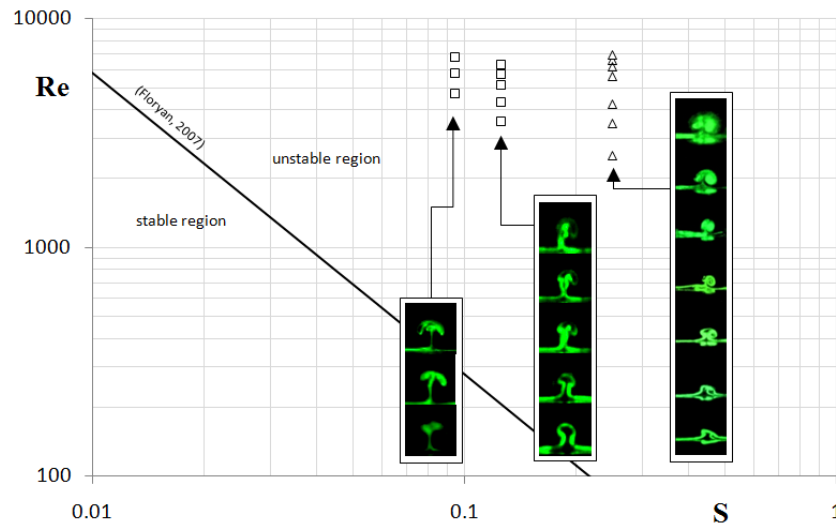 10000
Re
(Floryan, 2007)
unstable region
stable region
1000
100
0.01
0.1
S
1